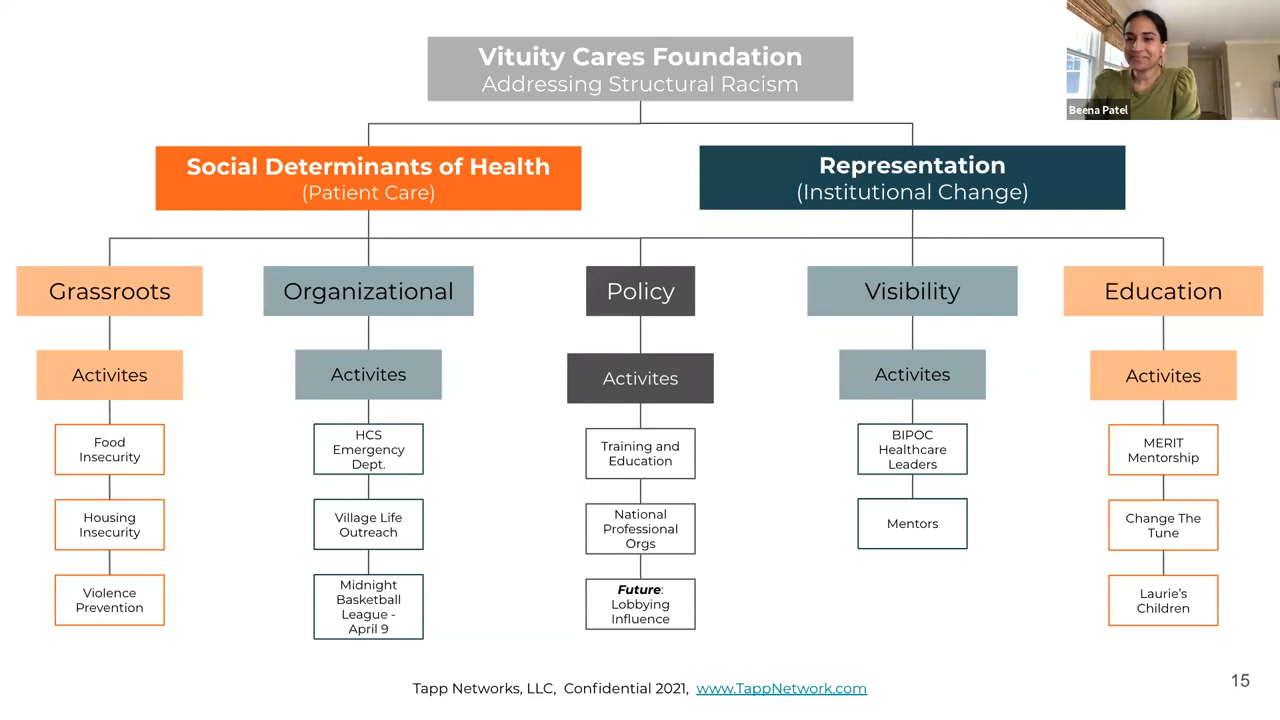 Vituity Cares Foundation
Addressing Structural Racism
Beena Patel
Social Determinants of Health
(Patient Care)
Representation
(Institutional Change)
Grassroots
Organizational
Policy
Visibility
Education
Activites
Activites
Activites
Activites
Activites
Food
Insecurity
Housing
Insecurity
Violence
Prevention
HCS
Emergency
Dept.
Village Life
Outreach
Midnight
Basketball
League -
April 9
Training and
Education
National
Professional
Orgs
Future:
Lobbying
Influence
BIPOC
Healthcare
Leaders
Mentors
MERIT
Mentorship
Change The
Tune
Laurie's
Children
Tapp Networks, LLC, Confidential 2021, www.TappNetwork.com
15